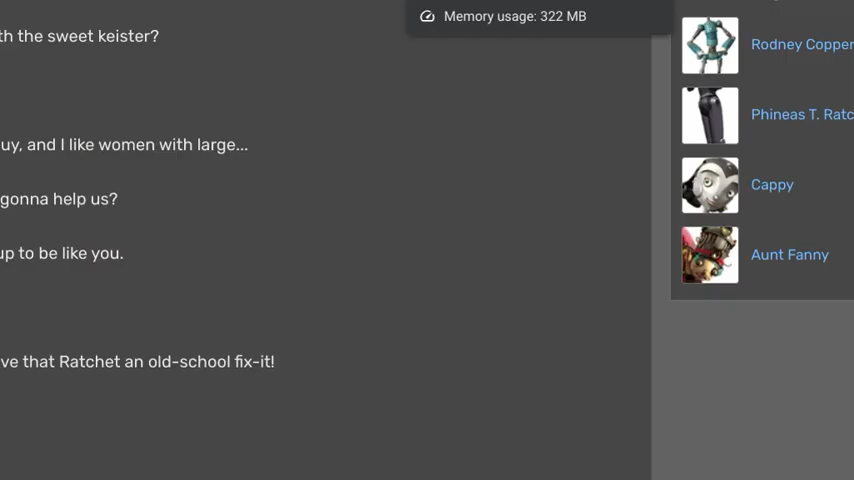 Memory usage: 322 MB
th the sweet keister?
uy, and I like women with large...
gonna help us?
up to be like you.
ve that Ratchet an old-school fix-it!
Rodney Copper
Phineas T. Ratc
Cappy
Aunt Fanny